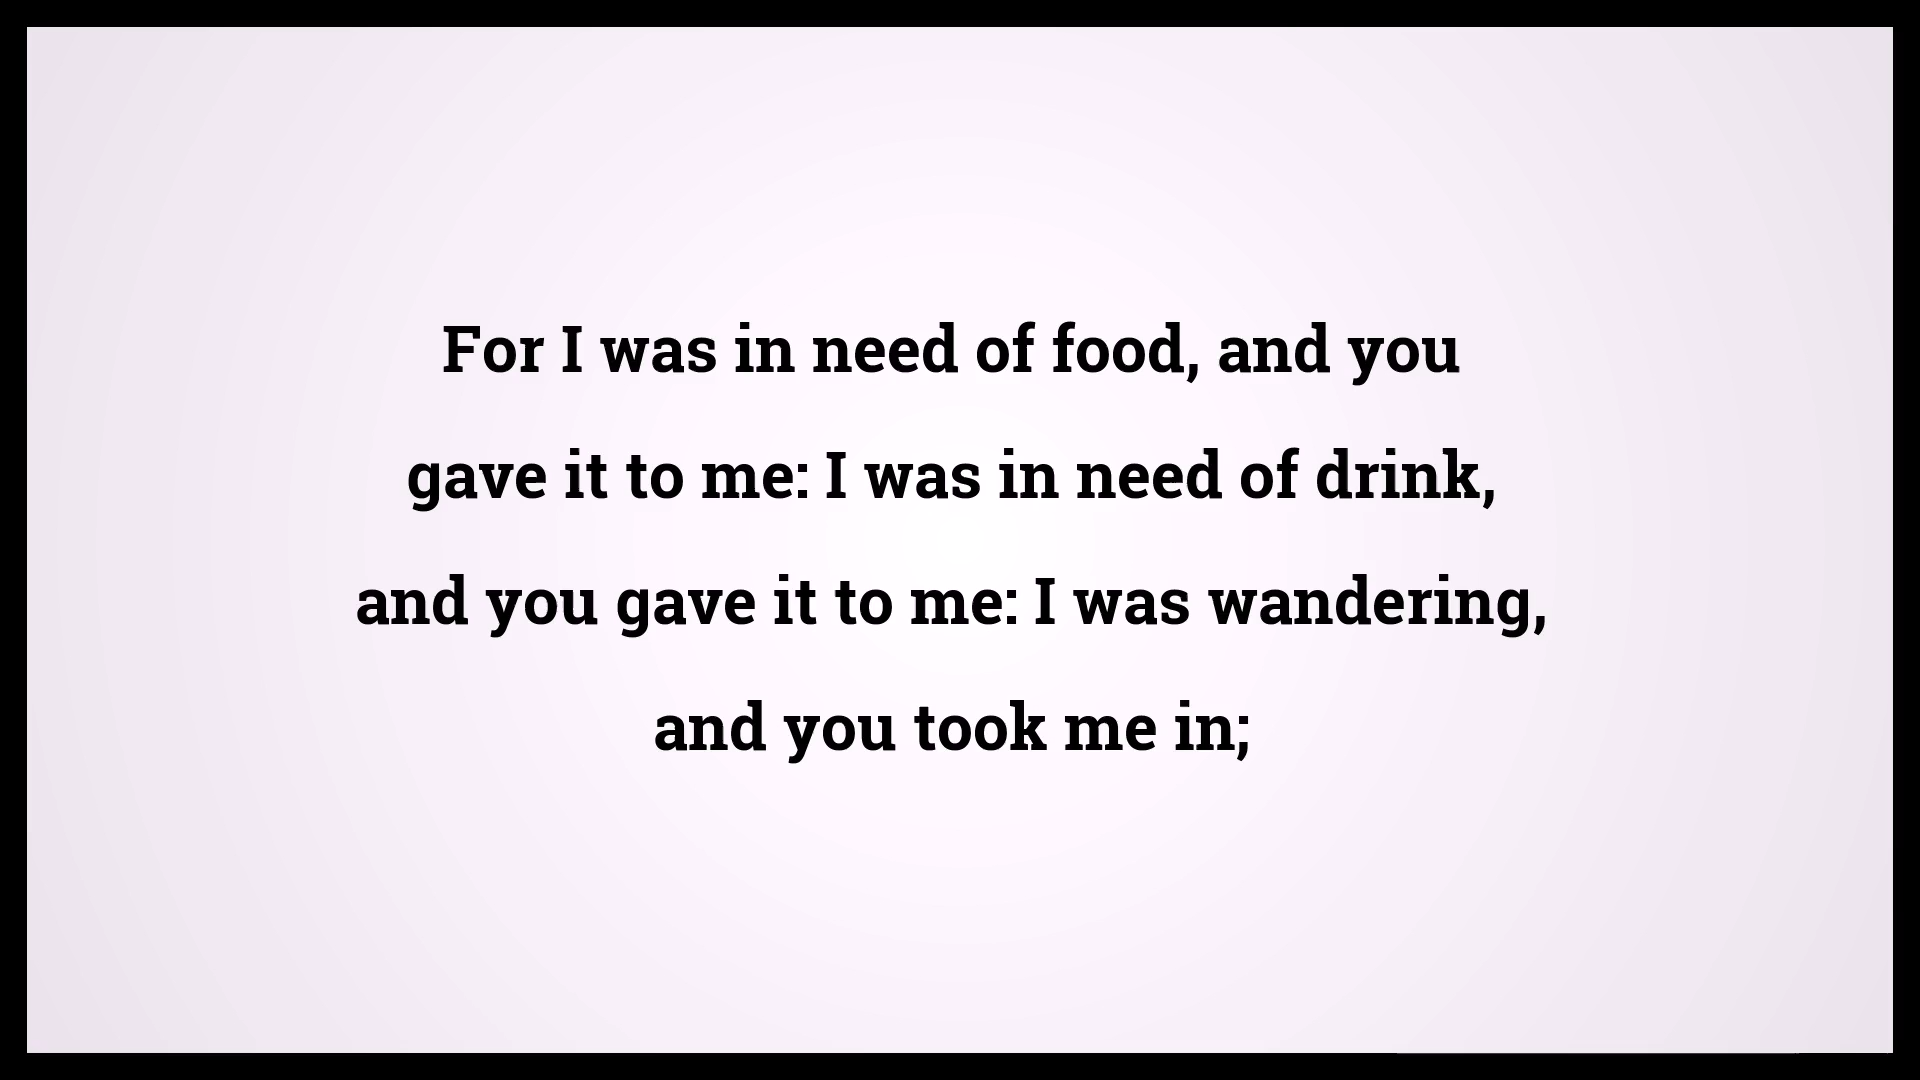 For I was in need of food, and you
gave it to me: I was in need of drink,
and you gave it to me: I was wandering,
and you took me in;